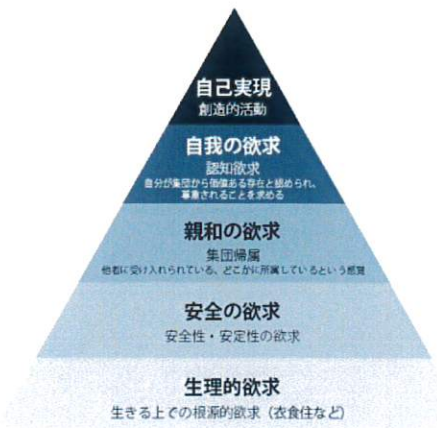 自己実現
創造的活動
自我の欲求
認知欲求
自分が集団から価値ある存在と認められ、
尊重されることを求める
親和の欲求
集団帰属
他者に受け入れられている、どこかに所属しているという感覚
安全の欲求
安全性・安定性の欲求
生理的欲求
生きる上での根源的欲求（衣食住など）